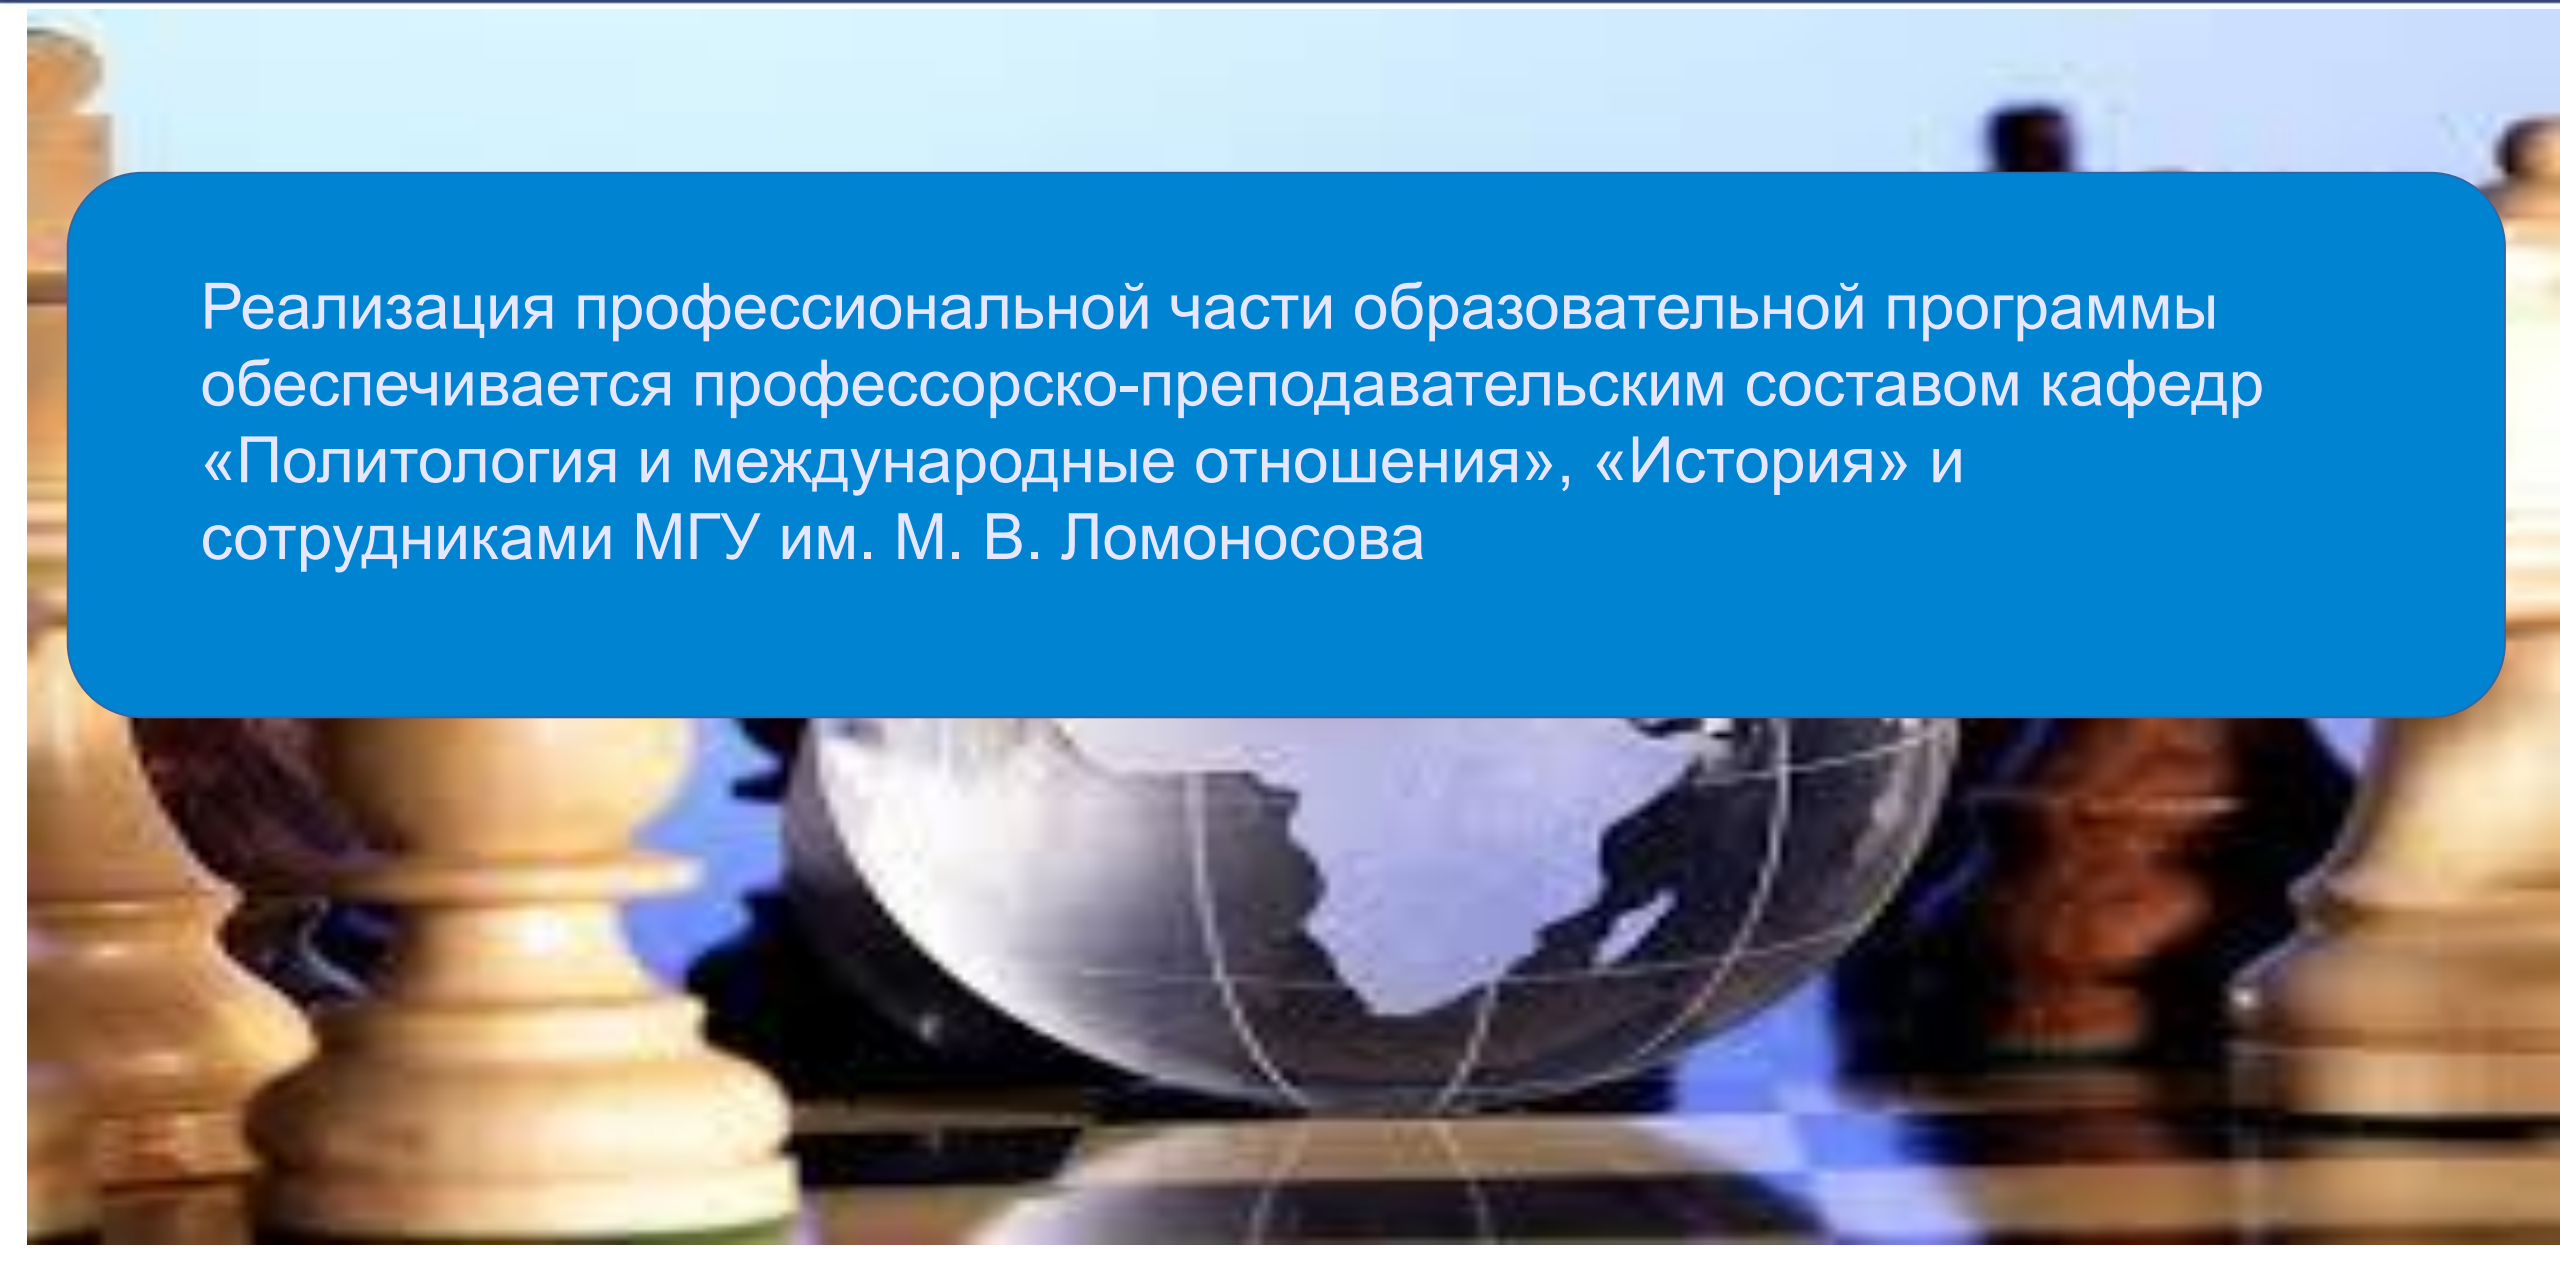 Реализация профессиональной части образовательной программы
обеспечивается профессорско-преподавательским составом кафедр
«Политология и международные отношения», «История» и
сотрудниками МГУ им. М. В. Ломоносова